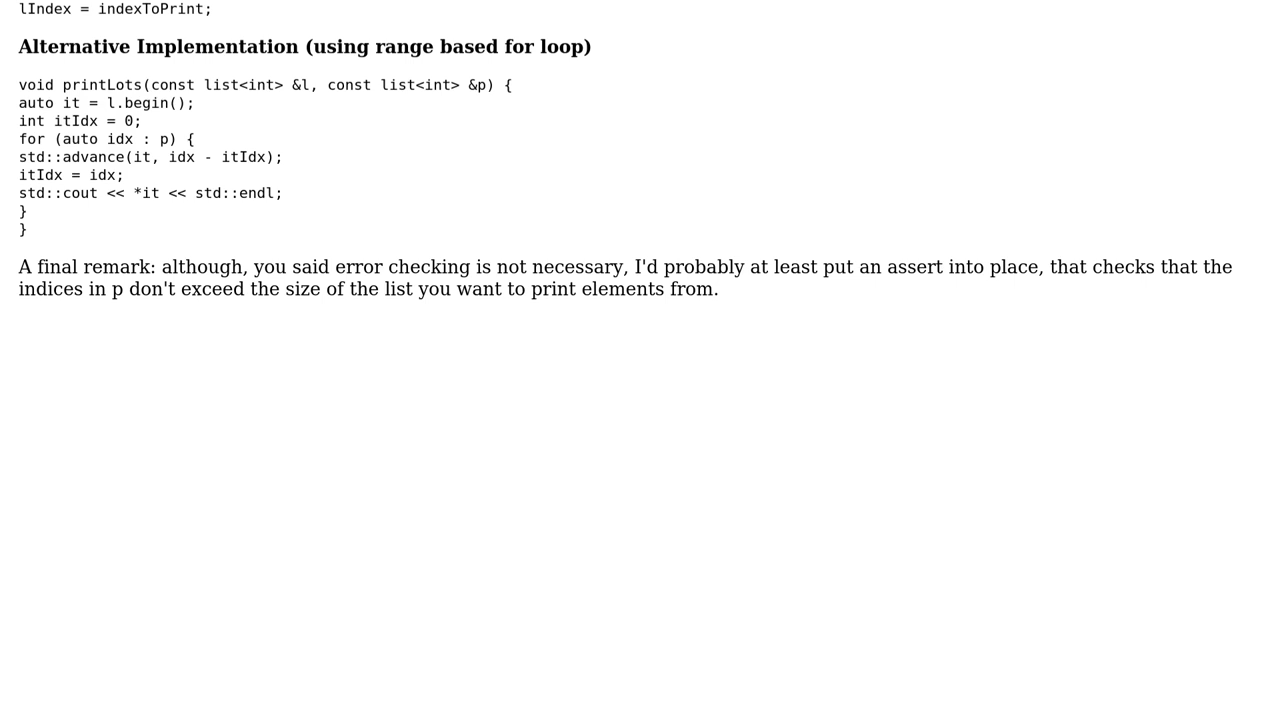 lIndex = indexToPrint;
Alternative Implementation (using range based for loop)
void printLots(const list<int> &l, const list<int> &p) {
auto it = l.begin();
int itIdx = 0;
for (auto idx : p) {
std::advance(it, idx - itIdx);
itIdx = idx;
std::cout << *it << std::endl;
}
}
A final remark: although, you said error checking is not necessary, I'd probably at least put an assert into place, that checks that the
indices in p don't exceed the size of the list you want to print elements from.